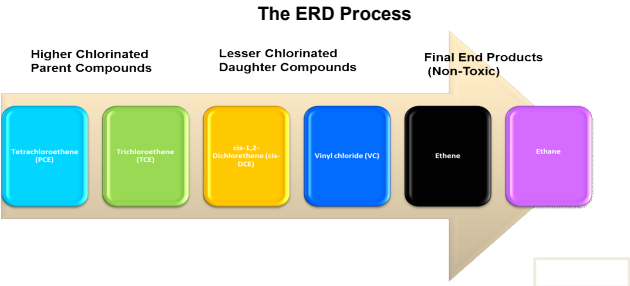 The ERD Process
Higher Chlorinated
Parent Compounds
Lesser Chlorinated
Daughter Compounds
Final End Products
(Non-Toxic)
Tetrachloroethene
(PCE)
Trichloroethene
(TCE)
cis-1,2-
Dichlorethene (cis-
DCE)
Vinyl chloride (VC)
Ethene
Ethane